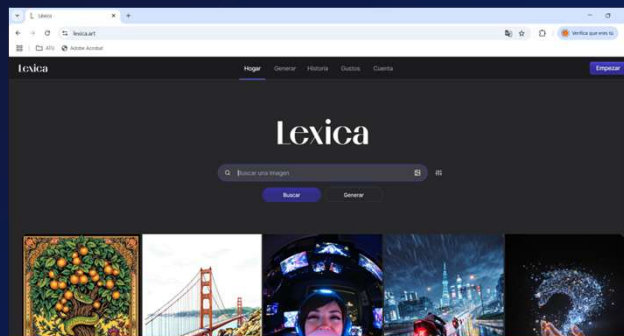 Léxico
lexica.art
Verifica que eres tú
ATU
Adobe Acrobat
Lexica
Hogar
Generar
Historia
Gustos
Cuenta
Empezar
Lexica
Buscar una imagen
Buscar
Generar